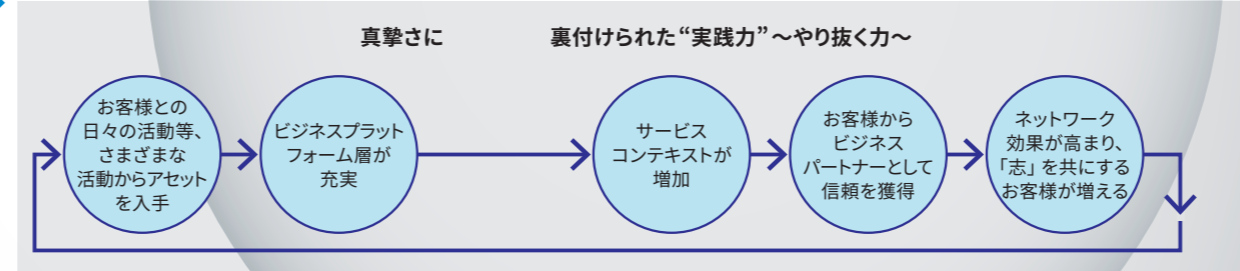 真摯さに 裏付けられた“実践力”～やり抜く力～
お客様との
日々の活動等、
さまざまな
活動からアセット
を入手
ビジネスプラット
フォーム層が
充実
サービス
コンテキストが
増加
お客様から
ビジネス
パートナーとして
信頼を獲得
ネットワーク
効果が高まり、
「志」を共にする
お客様が増える